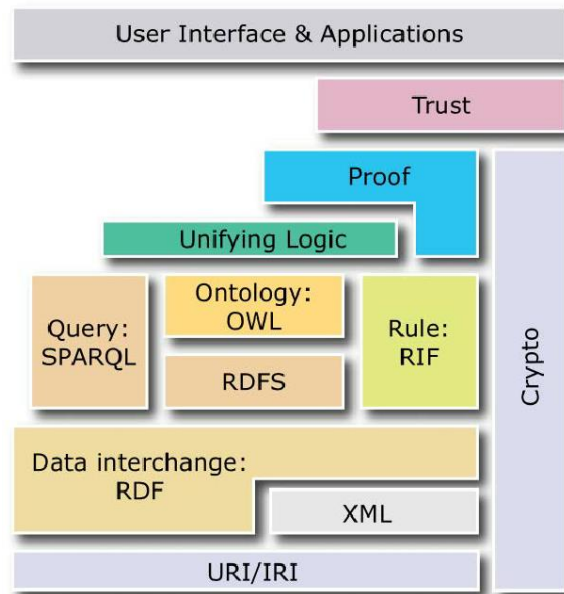 User Interface & Applications
Trust
Proof
Unifying Logic
Query:
SPARQL
Ontology:
OWL
RDFS
Rule:
RIF
Crypto
Data interchange:
RDF
XML
URI/IRI